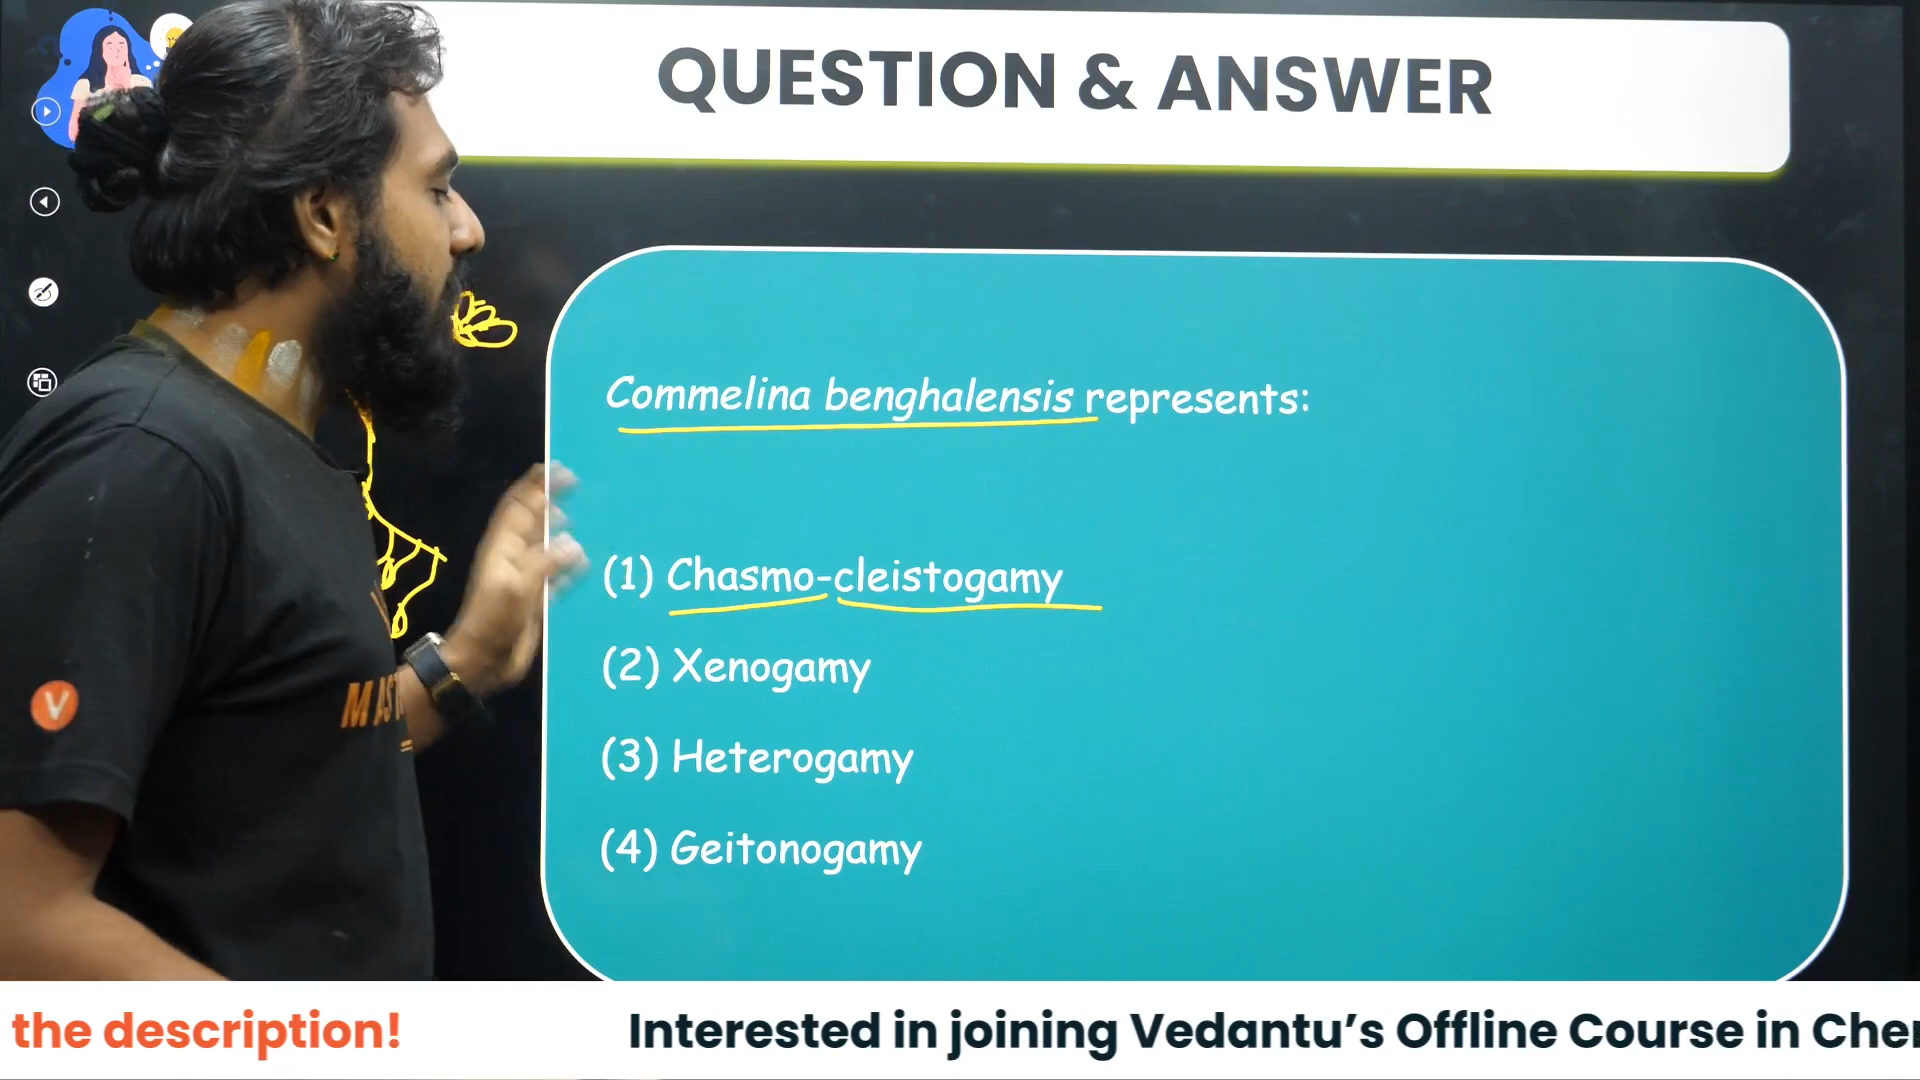 QUESTION & ANSWER
Commelina benghalensis represents:
(1) Chasmo-cleistogamy
(2) Xenogamy
(3) Heterogamy
(4) Geitonogamy
V
the description! Interested in joining Vedantu’s Offline Course in